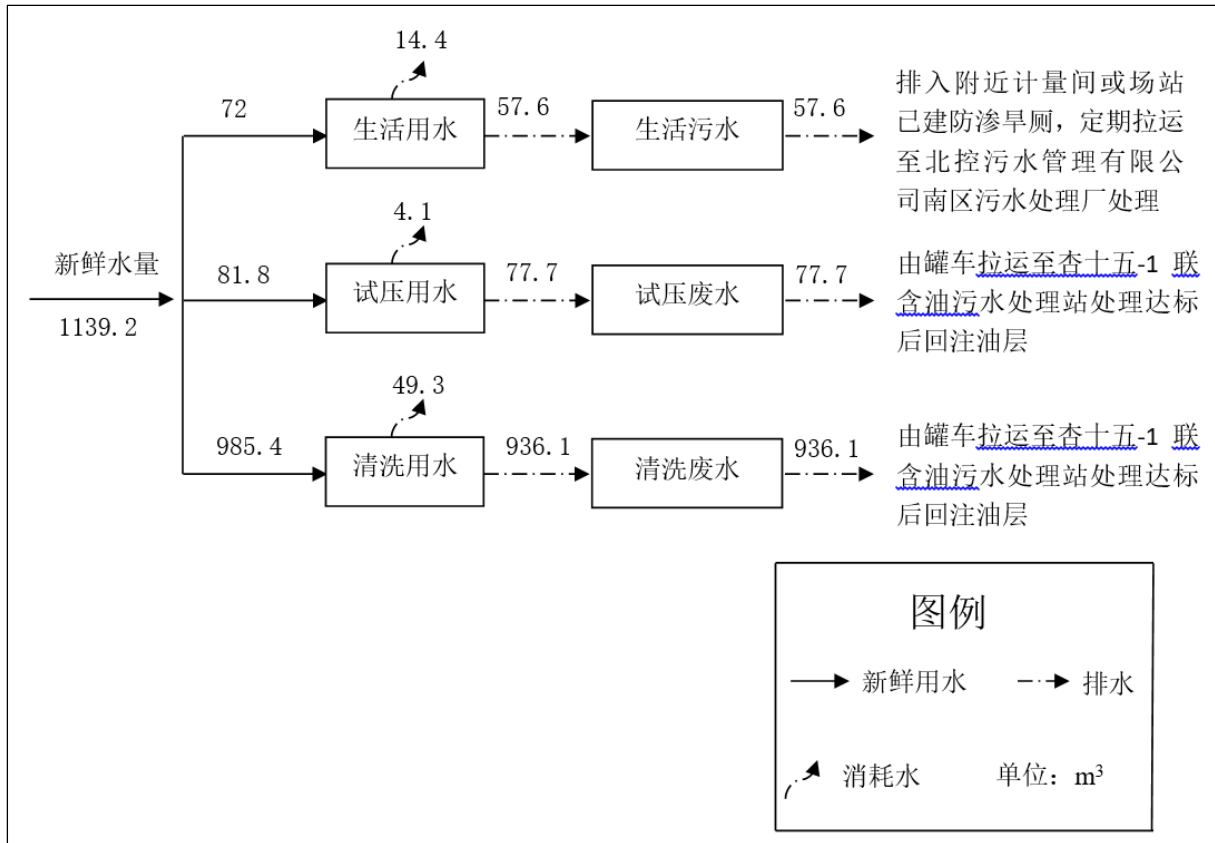 14.4
72
生活用水
57.6
生活污水
57.6
排入附近计量间或场站
已建防渗旱厕，定期拉运
至北控污水管理有限公
司南区污水处理厂处理
4.1
新鲜水量
1139.2
81.8
试压用水
77.7
试压废水
77.7
由罐车拉运至杏十五-1 联
含油污水处理站处理达标
后回注油层
49.3
985.4
清洗用水
936.1
清洗废水
936.1
由罐车拉运至杏十五-1 联
含油污水处理站处理达标
后回注油层
图例
新鲜用水
排水
消耗水
单位：m³